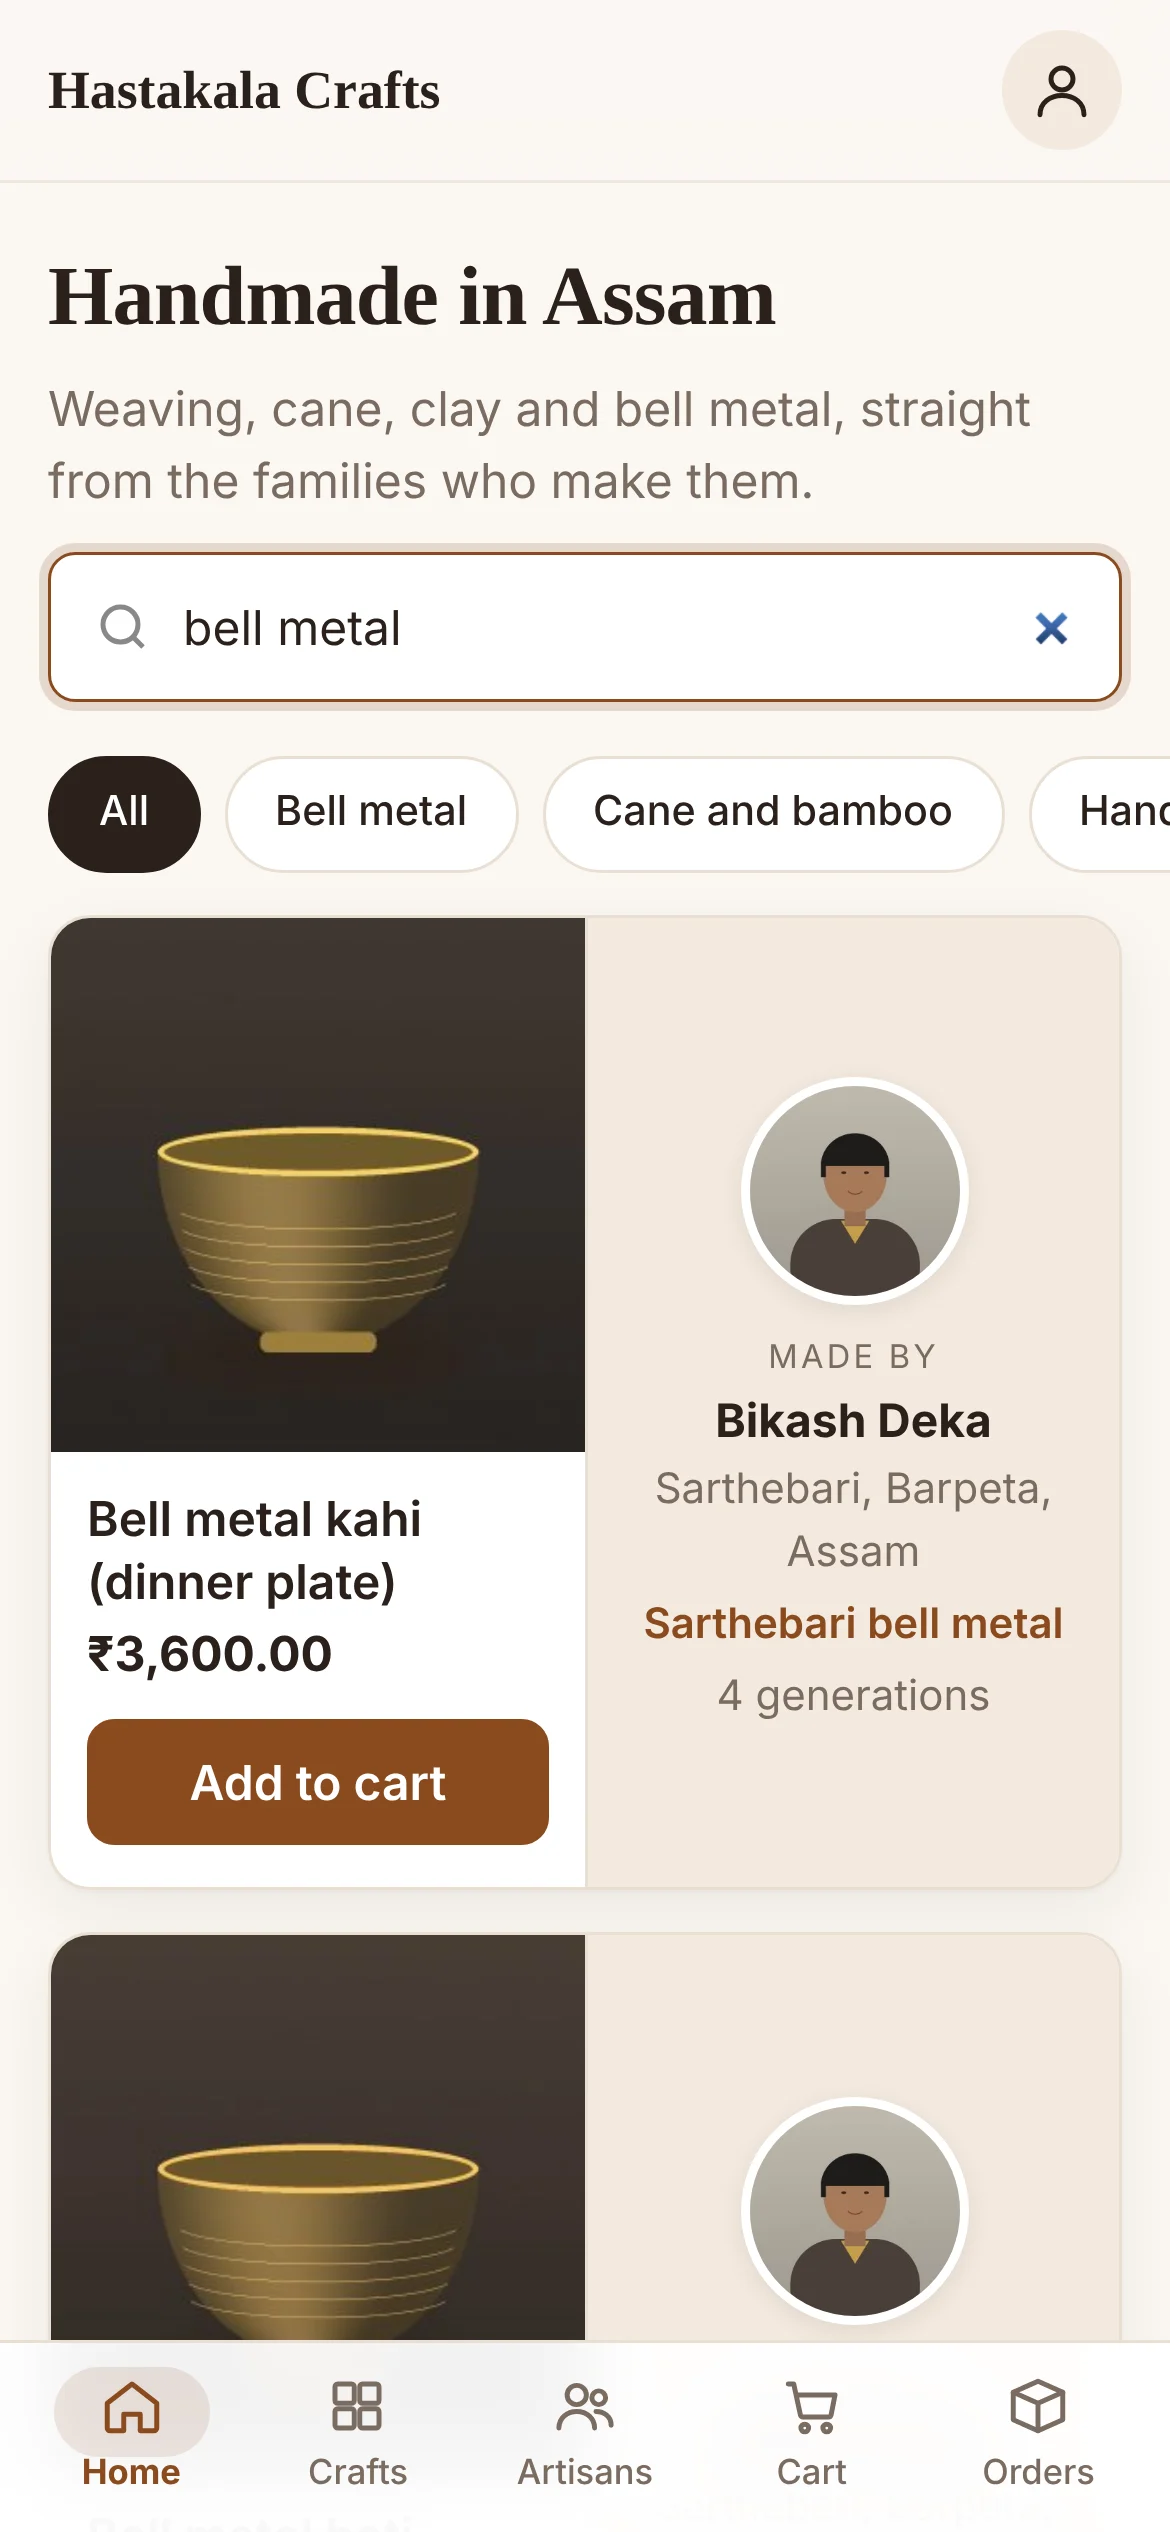 Hastakala Crafts
Handmade in Assam
Weaving, cane, clay and bell metal, straight
from the families who make them.
bell metal
All
Bell metal
Cane and bamboo
MADE BY
Bikash Deka
Sarthebari, Barpeta,
Assam
Sarthebari bell metal
4 generations
Bell metal kahi
(dinner plate)
₹3,600.00
Add to cart
Home
Crafts
Artisans
Cart
Orders